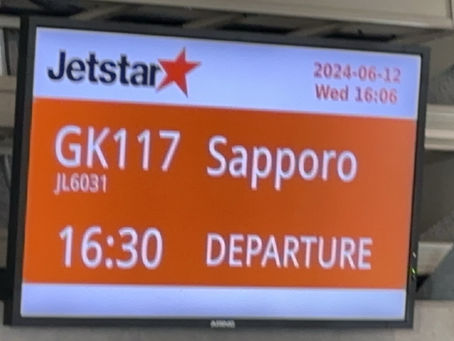 Jetstar
2024-06-12
Wed 16:06
GK117 Sapporo
JL6031
16:30 DEPARTURE